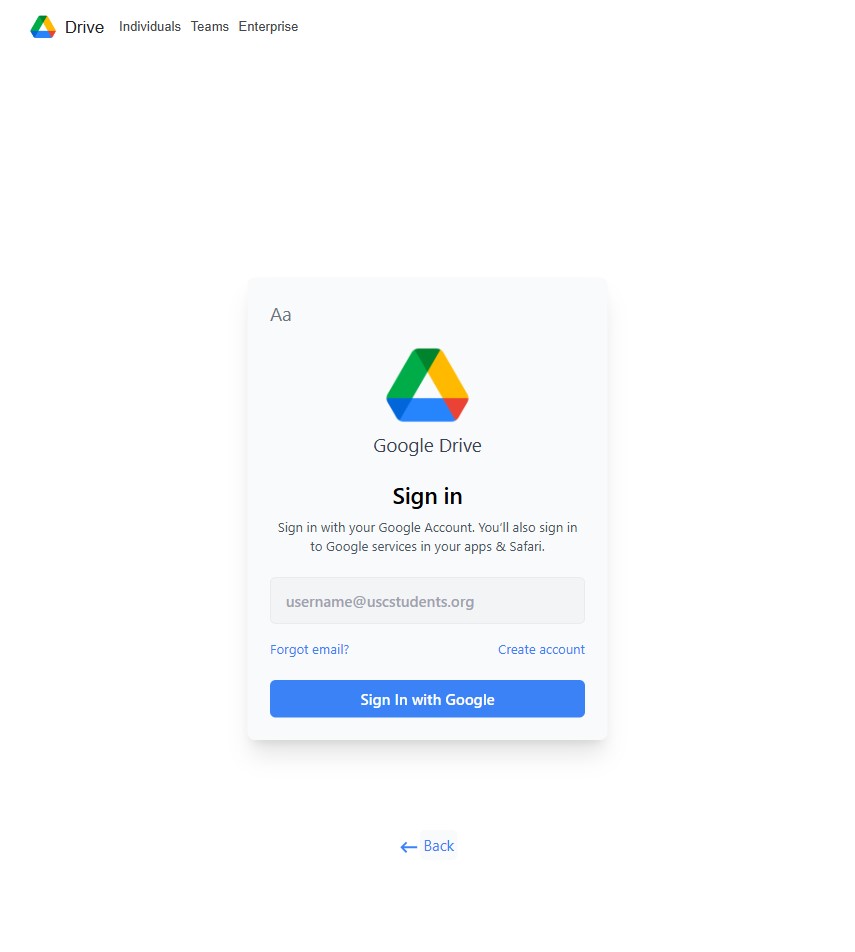 Drive Individuals Teams Enterprise
Aa
Google Drive
Sign in
Sign in with your Google Account. You'll also sign in
to Google services in your apps & Safari.
username@uscstudents.org
Forgot email? Create account
Sign In with Google
← Back